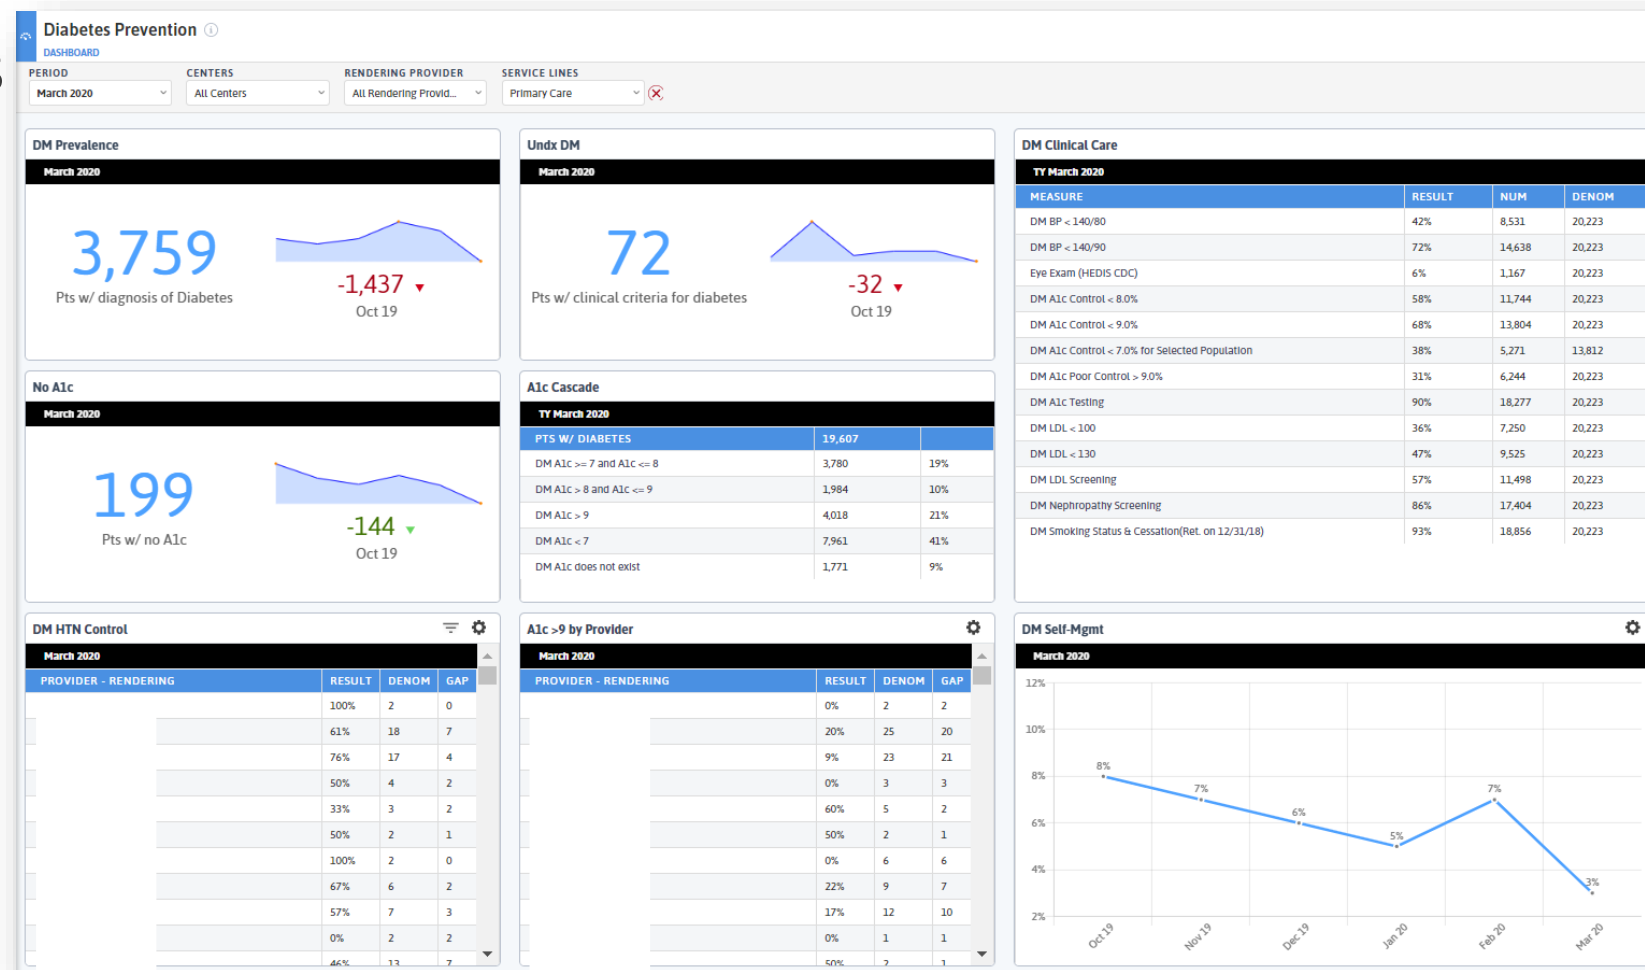 Diabetes Prevention
DASHBOARD
PERIOD CENTERS RENDERING PROVIDER SERVICE LINES
March 2020 All Centers All Rendering Provid... Primary Care
DM Prevalence
March 2020
3,759
Pts w/ diagnosis of Diabetes
-1,437
Oct 19
Undx DM
March 2020
72
Pts w/ clinical criteria for diabetes
-32
Oct 19
DM Clinical Care
TY March 2020
MEASURE RESULT NUM DENOM
DM BP < 140/80 42% 8,531 20,223
DM BP < 140/90 72% 14,638 20,223
Eye Exam (HEDIS CDC) 6% 1,167 20,223
DM A1c Control < 8.0% 58% 11,744 20,223
DM A1c Control < 9.0% 68% 13,804 20,223
DM A1c Control < 7.0% for Selected Population 38% 5,271 13,812
DM A1c Poor Control > 9.0% 31% 6,244 20,223
DM A1c Testing 90% 18,277 20,223
DM LDL < 100 36% 7,250 20,223
DM LDL < 130 47% 9,525 20,223
DM LDL Screening 57% 11,498 20,223
DM Nephropathy Screening 86% 17,404 20,223
DM Smoking Status & Cessation(Ret. on 12/31/18) 93% 18,856 20,223
No A1c
March 2020
199
Pts w/ no A1c
-144
Oct 19
A1c Cascade
TY March 2020
PTS W/ DIABETES 19,607
DM A1c >= 7 and A1c <= 8 3,780 19%
DM A1c > 8 and A1c <= 9 1,984 10%
DM A1c > 9 4,018 21%
DM A1c < 7 7,961 41%
DM A1c does not exist 1,771 9%
DM HTN Control
March 2020
PROVIDER - RENDERING RESULT DENOM GAP
100% 2 0
61% 18 7
76% 17 4
50% 4 2
33% 3 2
50% 2 1
100% 2 0
67% 6 2
57% 7 3
0% 2 2
46% 13 7
A1c >9 by Provider
March 2020
PROVIDER - RENDERING RESULT DENOM GAP
0% 2 2
20% 25 20
9% 23 21
0% 3 3
60% 5 2
50% 2 1
0% 6 6
22% 9 7
17% 12 10
0% 1 1
50% 2 1
DM Self-Mgmt
March 2020
12%
10%
8%
6%
4%
2%
8%
7%
6%
5%
7%
3%
Oct 19 Nov 19 Dec 19 Jan 20 Feb 20 Mar 20